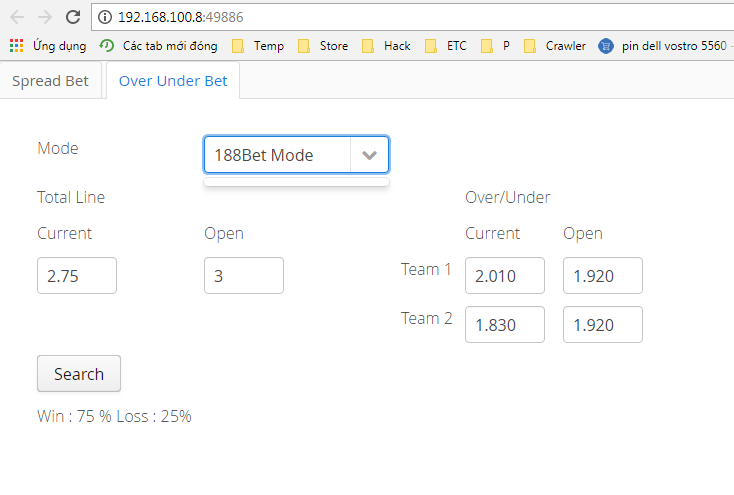 192.168.100.8:49886
Ứng dụng Các tab mới đóng Temp Store Hack ETC P Crawler pin dell vostro 5560 -
Spread Bet Over Under Bet
Mode 188Bet Mode
Total Line Over/Under
Current Open Current Open
2.75 3 Team 1 2.010 1.920
Team 2 1.830 1.920
Search
Win : 75 % Loss : 25%